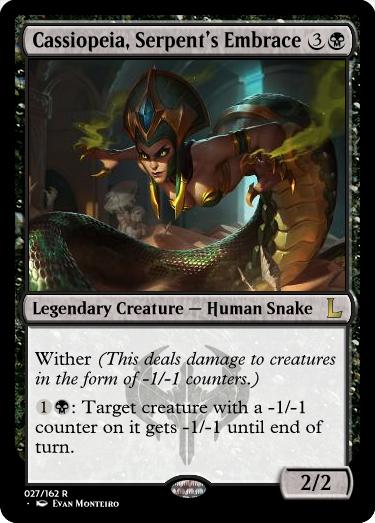 Cassiopeia, Serpent's Embrace 3
Legendary Creature — Human Snake L
Wither (This deals damage to creatures
in the form of -1/-1 counters.)
1 : Target creature with a -1/-1
counter on it gets -1/-1 until end of
turn.
2/2
027/162 R
· Evan Monteiro